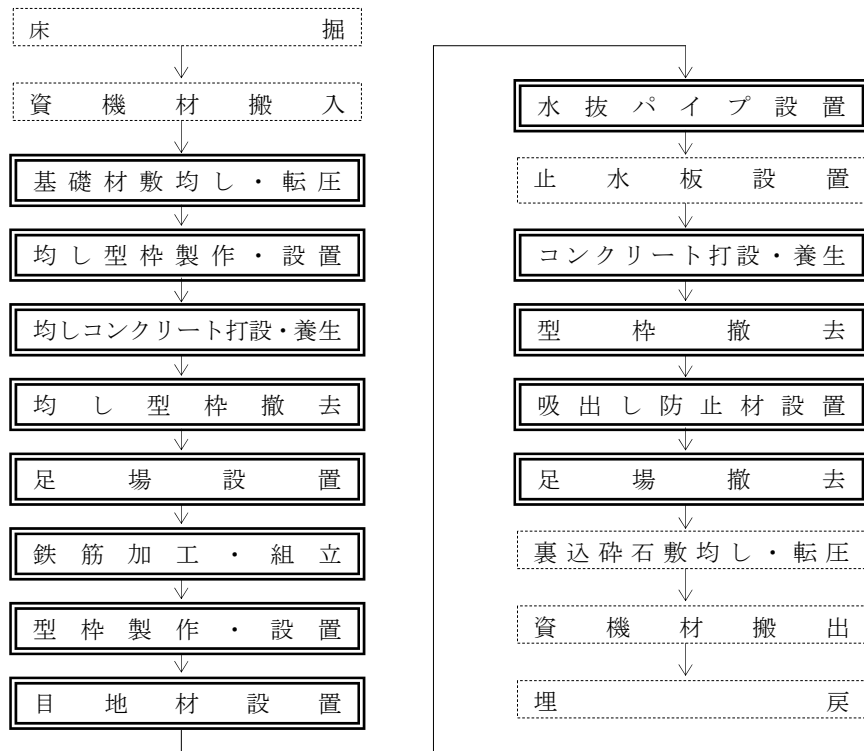 床掘
資機材搬入
基礎材敷均し・転圧
均し型枠製作・設置
均しコンクリート打設・養生
均し型枠撤去
足場設置
鉄筋加工・組立
型枠製作・設置
目地材設置
水抜パイプ設置
止水板設置
コンクリート打設・養生
型枠撤去
吸出し防止材設置
足場撤去
裏込砕石敷均し・転圧
資機材搬出
埋戻